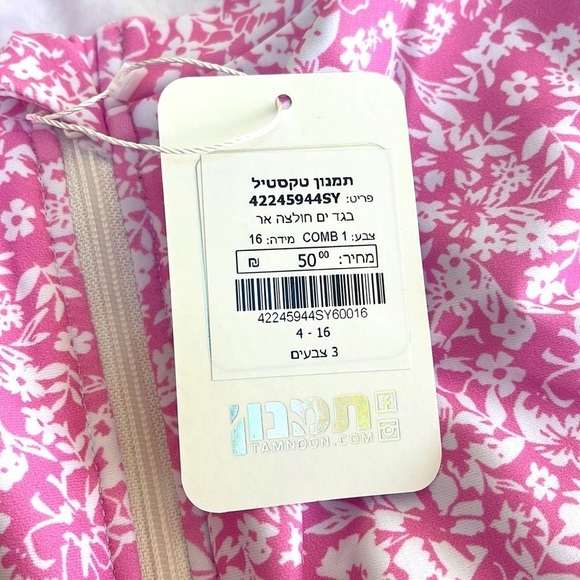 תמנון טקסטיל
פריט: 42245944SY
בגד ים חולצה אר
צבע: COMB 1 מידה: 16
מחיר: 50.00 ₪
42245944SY60016
4 - 16
3 צבעים
תמנון
TAMNOON.COM